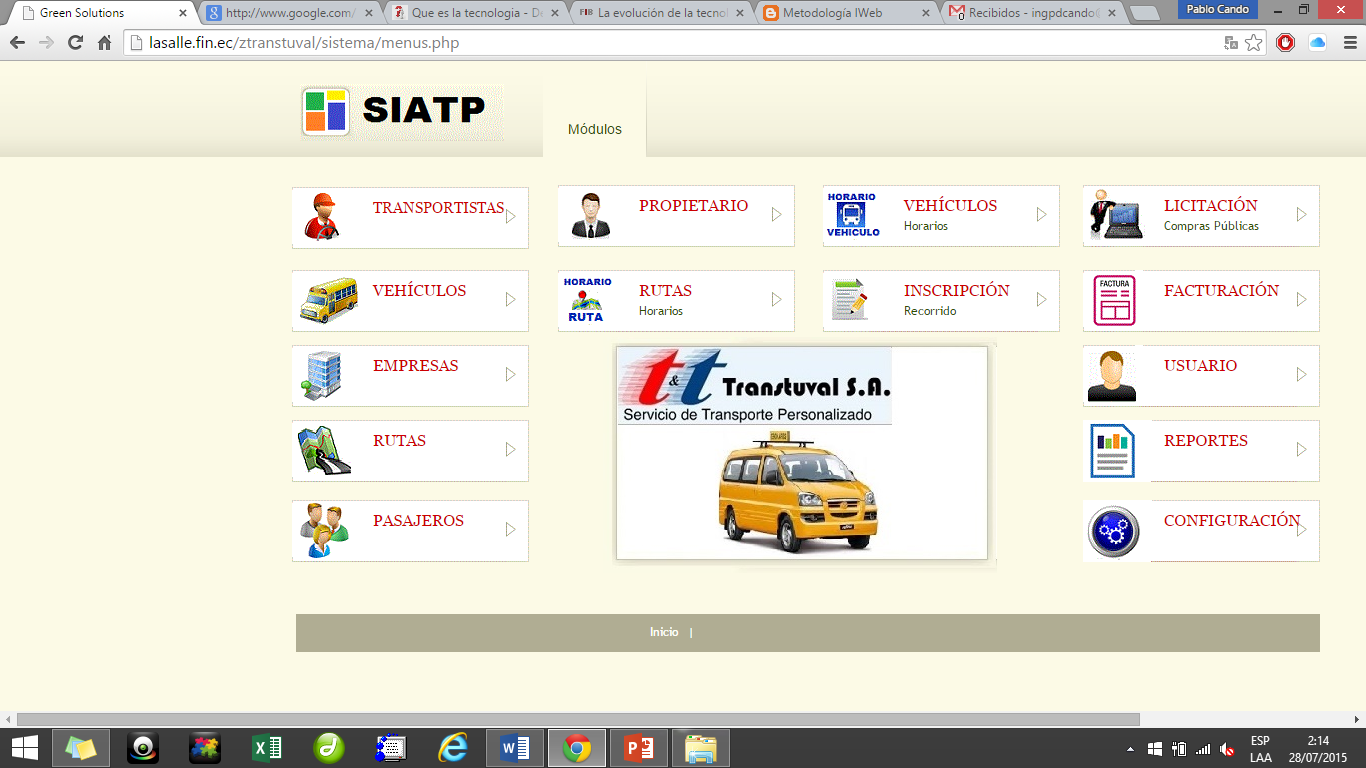 Green Solutions
http://www.google.com/
Que es la tecnologia - De
La evolución de la tecnol
Metodología IWeb
Recibidos - ingpdcando@
Pablo Cando
lasalle.fin.ec/ztranstuval/sistema/menus.php
SIATP
Módulos
TRANSPORTISTAS
PROPIETARIO
HORARIO
VEHICULO
VEHÍCULOS
Horarios
LICITACIÓN
Compras Públicas
VEHÍCULOS
HORARIO
RUTA
RUTAS
Horarios
INSCRIPCIÓN
Recorrido
FACTURA
FACTURACIÓN
EMPRESAS
t&t Transtuval S.A.
Servicio de Transporte Personalizado
USUARIO
RUTAS
REPORTES
PASAJEROS
CONFIGURACIÓN
Inicio |
ESP
LAA
2:14
28/07/2015